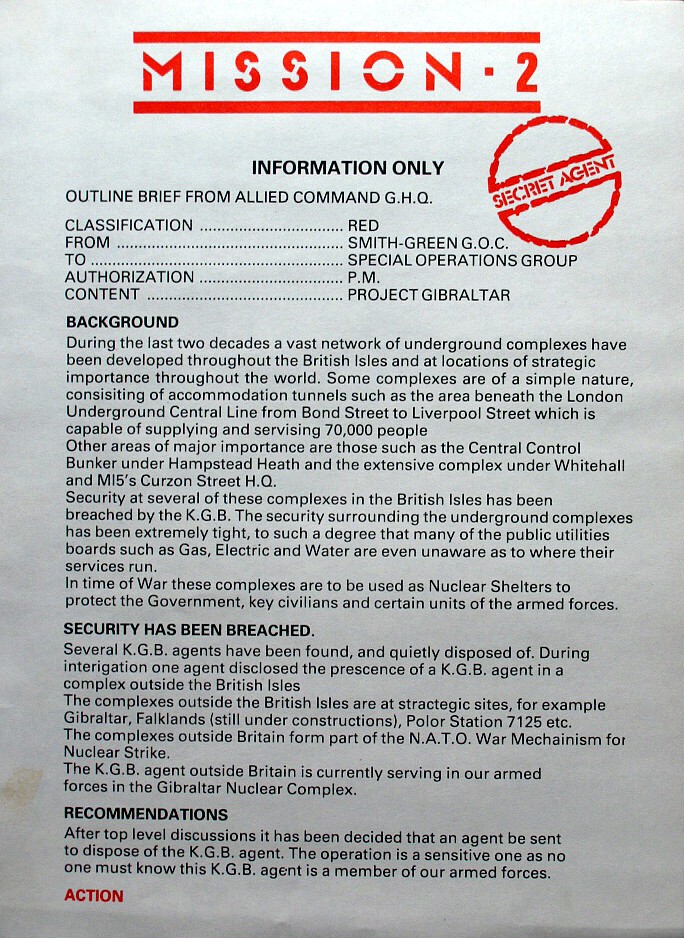 MISSION·2
SECRET AGENT
INFORMATION ONLY
OUTLINE BRIEF FROM ALLIED COMMAND G.H.Q.
CLASSIFICATION ................................ RED
FROM .................................................. SMITH-GREEN G.O.C.
TO ........................................................ SPECIAL OPERATIONS GROUP
AUTHORIZATION ................................ P.M.
CONTENT ........................................... PROJECT GIBRALTAR
BACKGROUND
During the last two decades a vast network of underground complexes have
been developed throughout the British Isles and at locations of strategic
importance throughout the world. Some complexes are of a simple nature,
consisiting of accommodation tunnels such as the area beneath the London
Underground Central Line from Bond Street to Liverpool Street which is
capable of supplying and servising 70,000 people
Other areas of major importance are those such as the Central Control
Bunker under Hampstead Heath and the extensive complex under Whitehall
and MI5's Curzon Street H.Q.
Security at several of these complexes in the British Isles has been
breached by the K.G.B. The security surrounding the underground complexes
has been extremely tight, to such a degree that many of the public utilities
boards such as Gas, Electric and Water are even unaware as to where their
services run.
In time of War these complexes are to be used as Nuclear Shelters to
protect the Government, key civilians and certain units of the armed forces.
SECURITY HAS BEEN BREACHED.
Several K.G.B. agents have been found, and quietly disposed of. During
interigation one agent disclosed the prescence of a K.G.B. agent in a
complex outside the British Isles
The complexes outside the British Isles are at stractegic sites, for example
Gibraltar, Falklands (still under constructions), Polor Station 7125 etc.
The complexes outside Britain form part of the N.A.T.O. War Mechainism for
Nuclear Strike.
The K.G.B. agent outside Britain is currently serving in our armed
forces in the Gibraltar Nuclear Complex.
RECOMMENDATIONS
After top level discussions it has been decided that an agent be sent
to dispose of the K.G.B. agent. The operation is a sensitive one as no
one must know this K.G.B. agent is a member of our armed forces.
ACTION